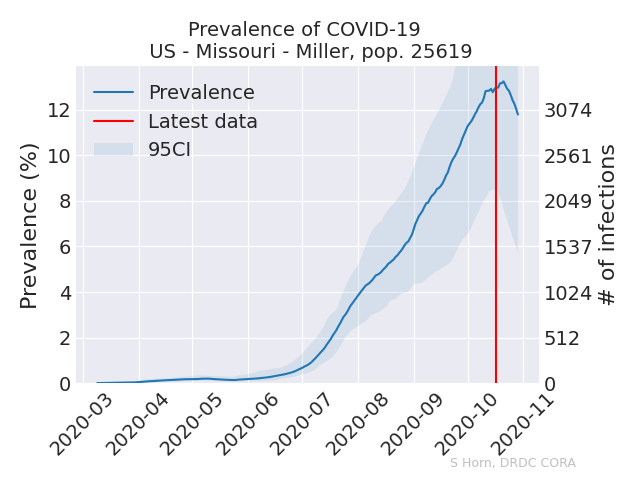 Prevalence of COVID-19
US - Missouri - Miller, pop. 25619
Prevalence
Latest data
95CI
Prevalence (%)
12
10
8
6
4
2
0
3074
2561
2049
1537
1024
512
0
# of infections
2020-03
2020-04
2020-05
2020-06
2020-07
2020-08
2020-09
2020-10
2020-11
S Horn, DRDC CORA